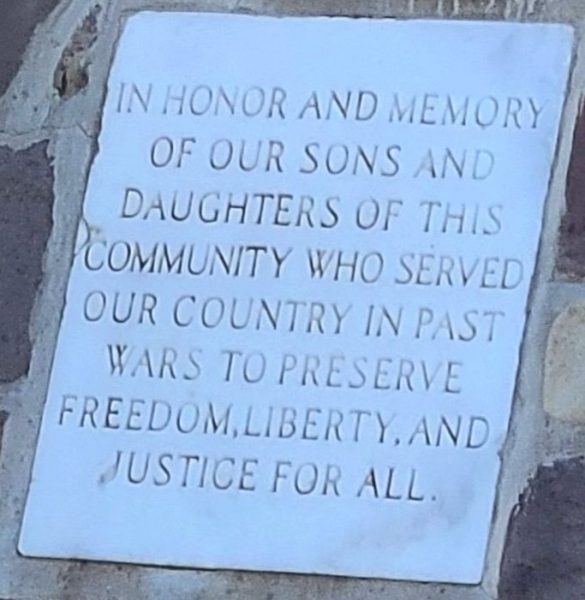 IN HONOR AND MEMORY
OF OUR SONS AND
DAUGHTERS OF THIS
COMMUNITY WHO SERVED
OUR COUNTRY IN PAST
WARS TO PRESERVE
FREEDOM, LIBERTY, AND
JUSTICE FOR ALL.